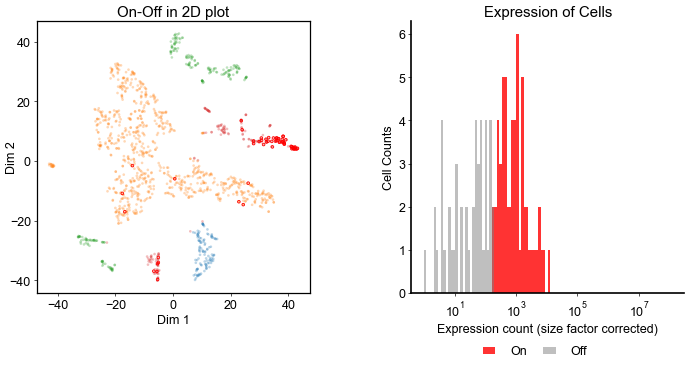 On-Off in 2D plot
Expression of Cells
40
20
0
−20
−40
Dim 2
−40 −20 0 20 40
Dim 1
6
5
4
3
2
1
0
Cell Counts
10^1 10^3 10^5 10^7
Expression count (size factor corrected)
On Off